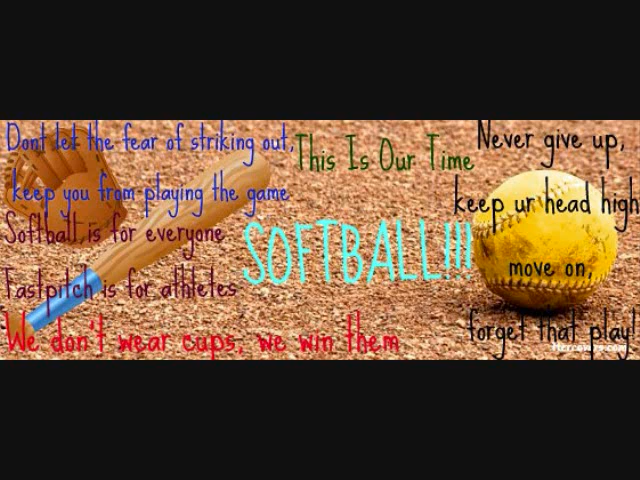 Dont let the fear of striking out,
keep you from playing the game
Softball is for everyone
Fastpitch is for athletes
We don't wear cups, we win them
This Is Our Time
SOFTBALL!!!
Never give up,
keep ur head high
move on,
forget that play!